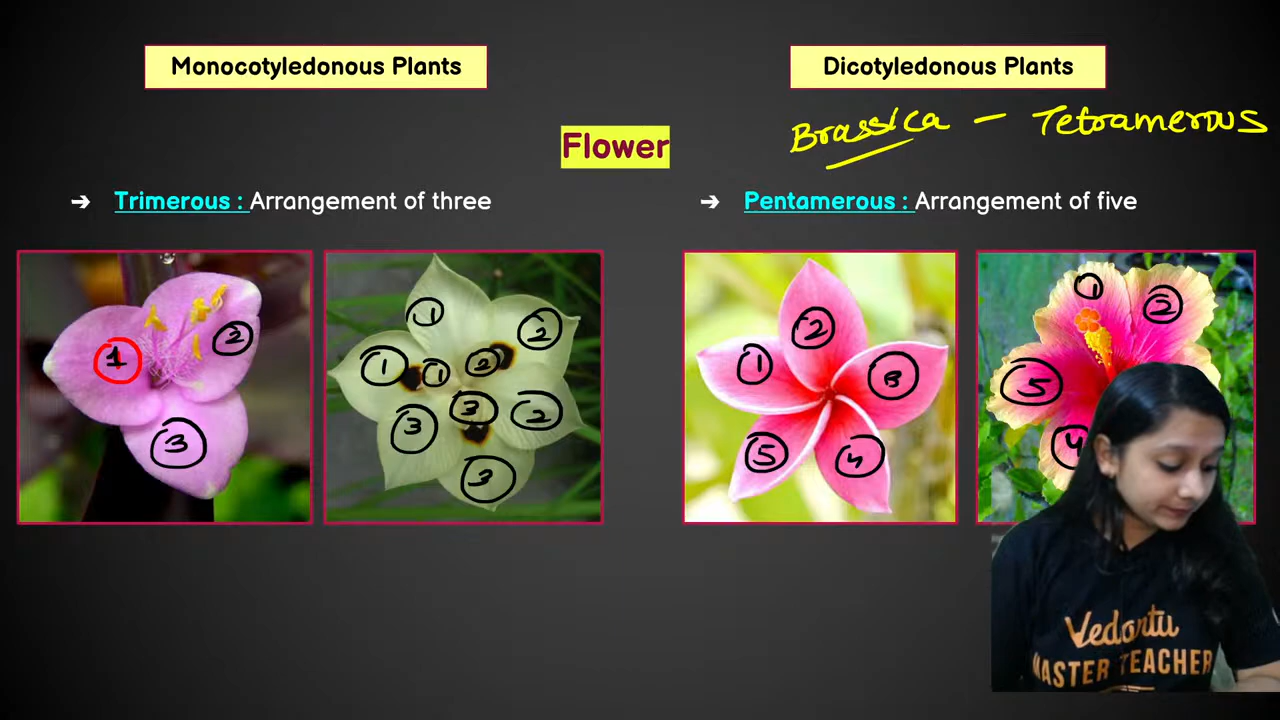 Monocotyledonous Plants
Dicotyledonous Plants
Brassica - Tetramerous
Flower
➔ Trimerous : Arrangement of three
➔ Pentamerous : Arrangement of five
1
2
3
1
2
1
1
2
3
3
2
3
1
2
3
4
5
1
2
5
4
Vedantu
MASTER TEACHER